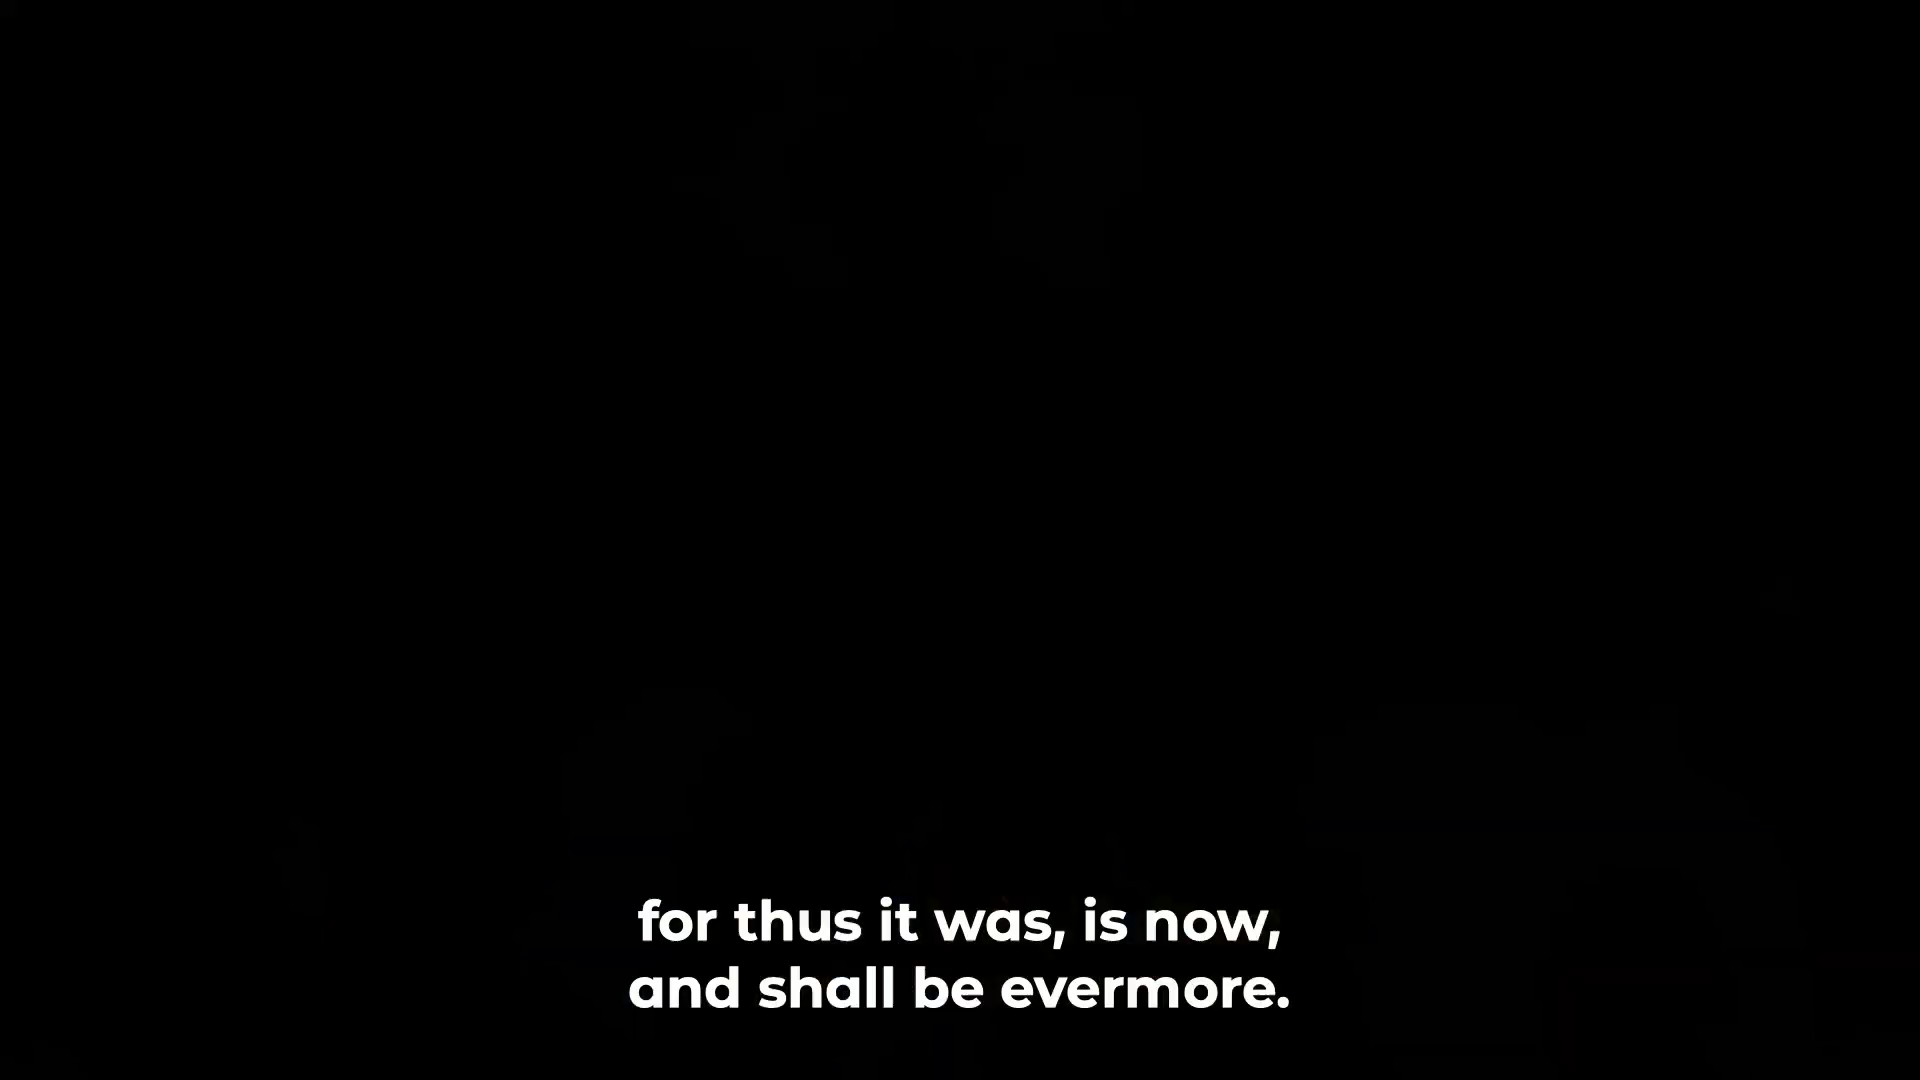 for thus it was, is now,
and shall be evermore.